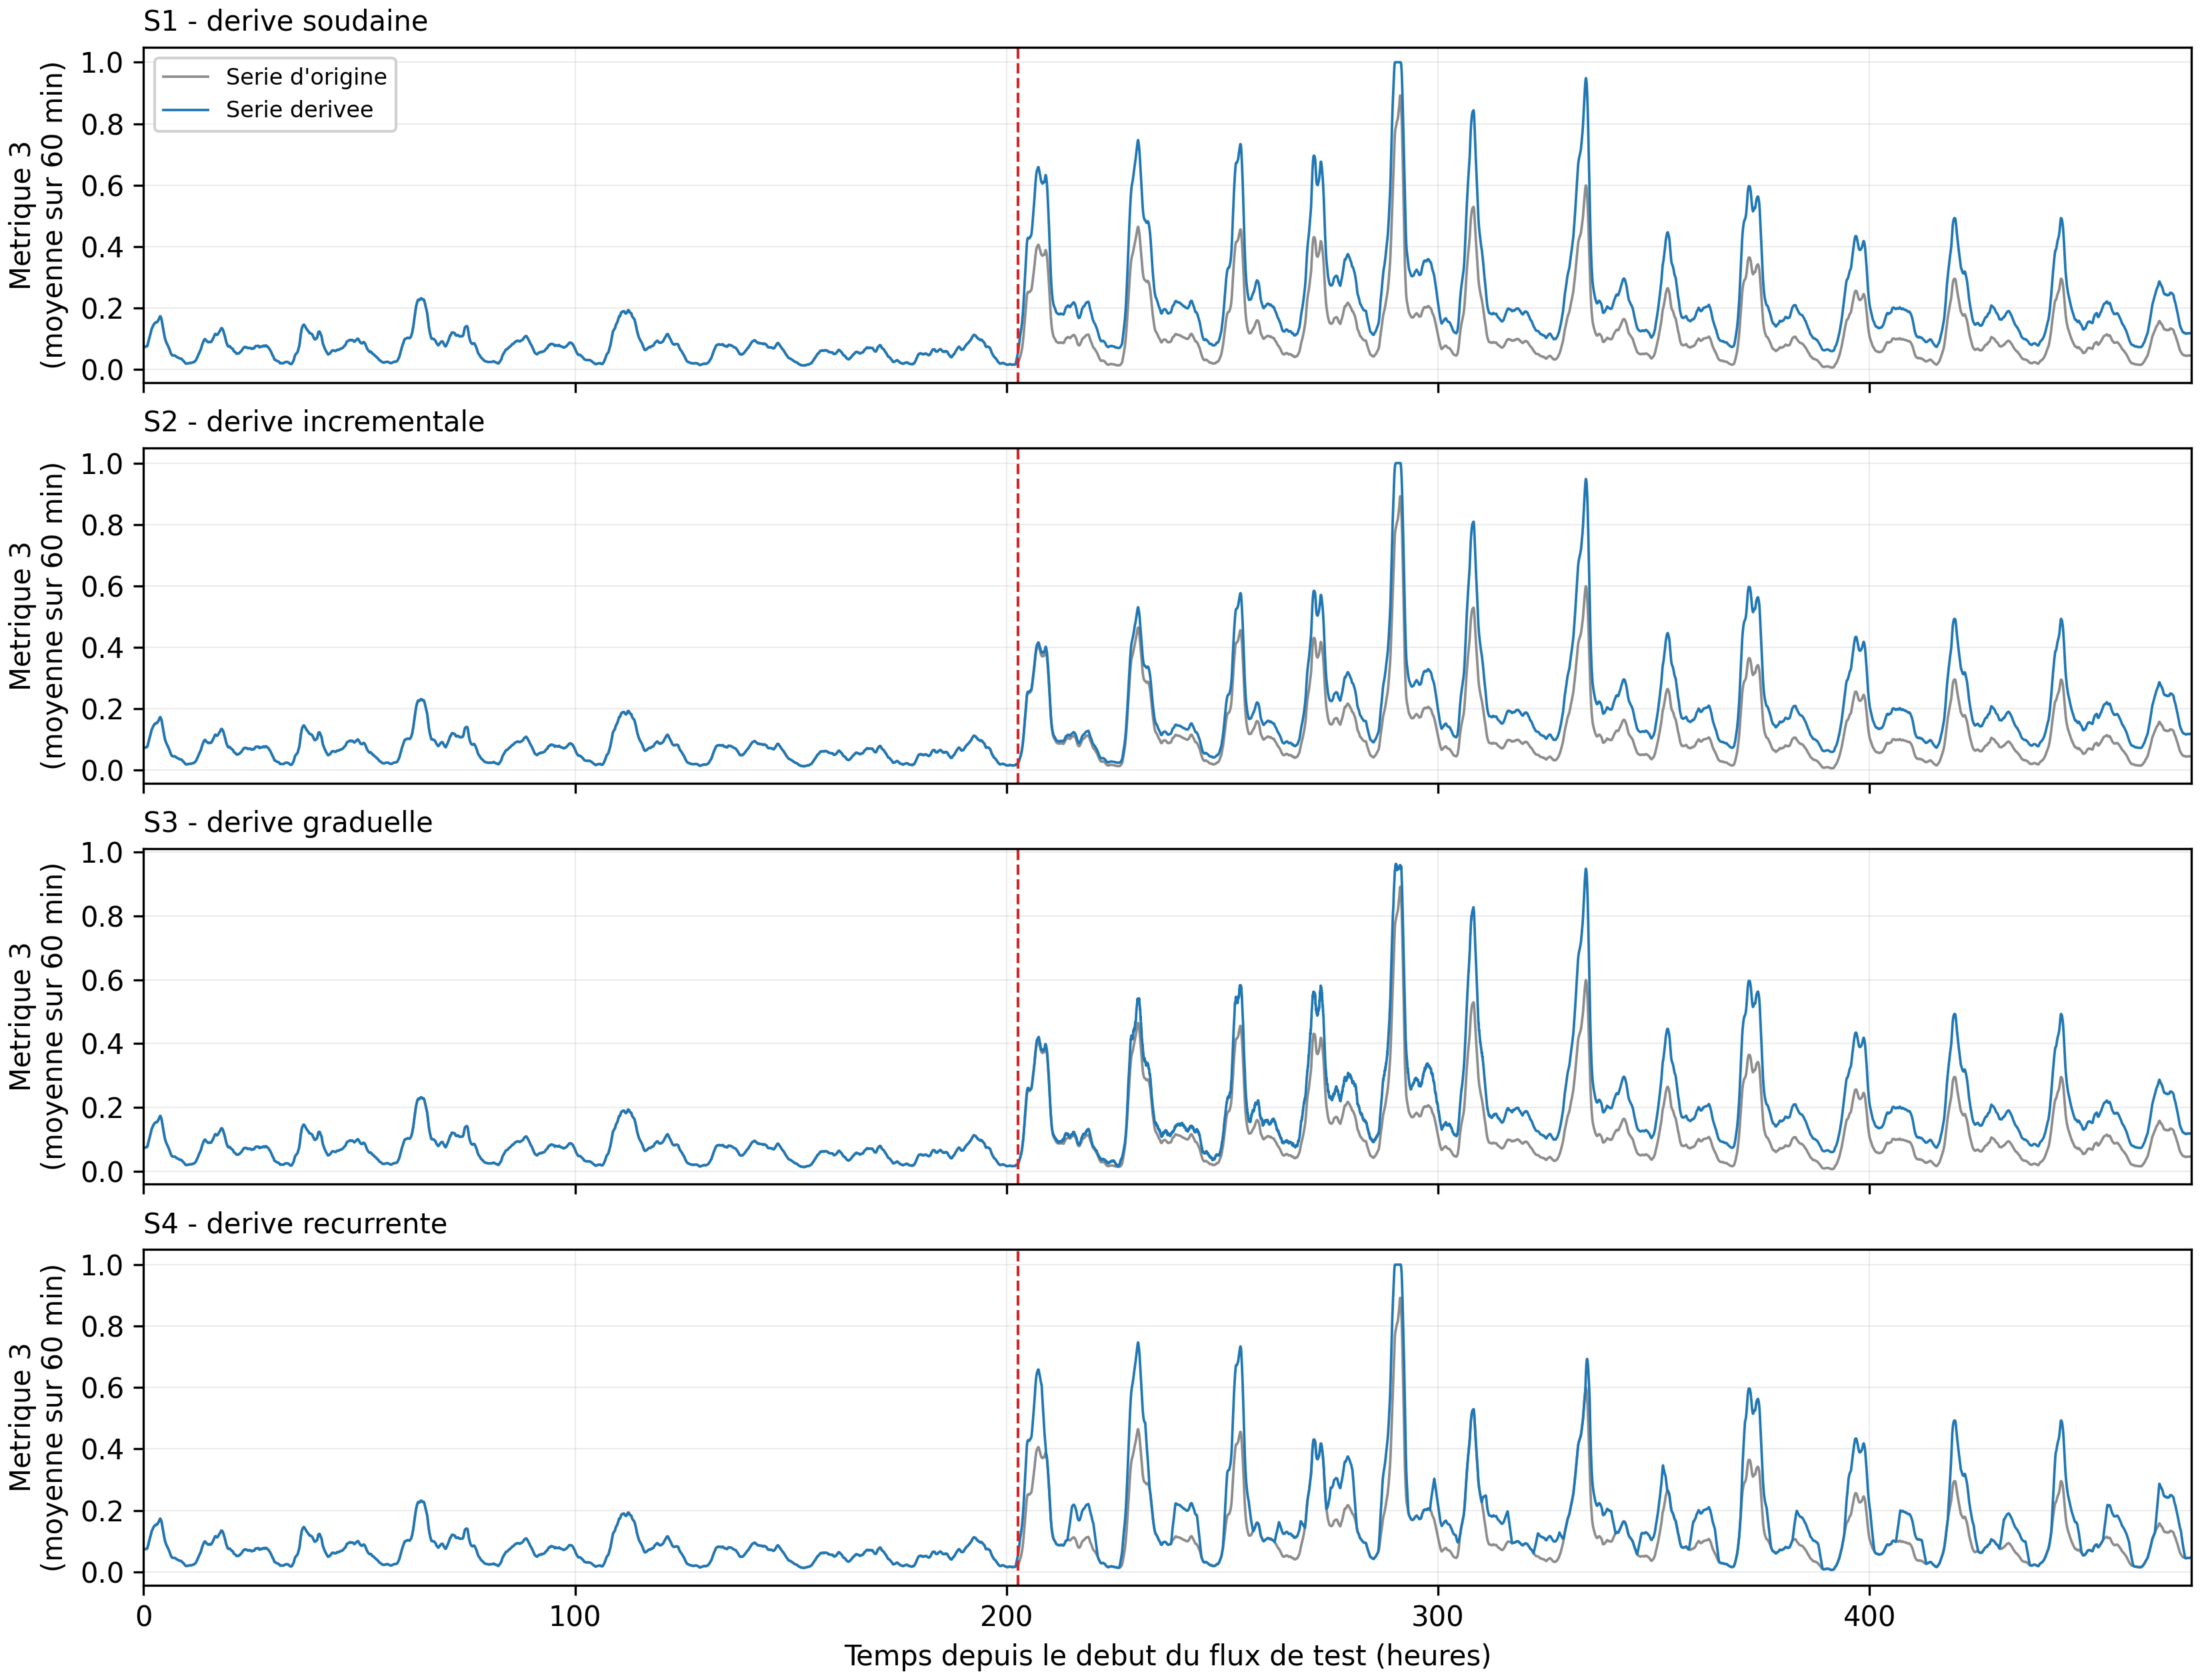 S1 - derive soudaine
Metrique 3
(moyenne sur 60 min)
1.0
0.8
0.6
0.4
0.2
0.0
Serie d'origine
Serie derivee
S2 - derive incrementale
Metrique 3
(moyenne sur 60 min)
1.0
0.8
0.6
0.4
0.2
0.0
S3 - derive graduelle
Metrique 3
(moyenne sur 60 min)
1.0
0.8
0.6
0.4
0.2
0.0
S4 - derive recurrente
Metrique 3
(moyenne sur 60 min)
1.0
0.8
0.6
0.4
0.2
0.0
0 100 200 300 400
Temps depuis le debut du flux de test (heures)